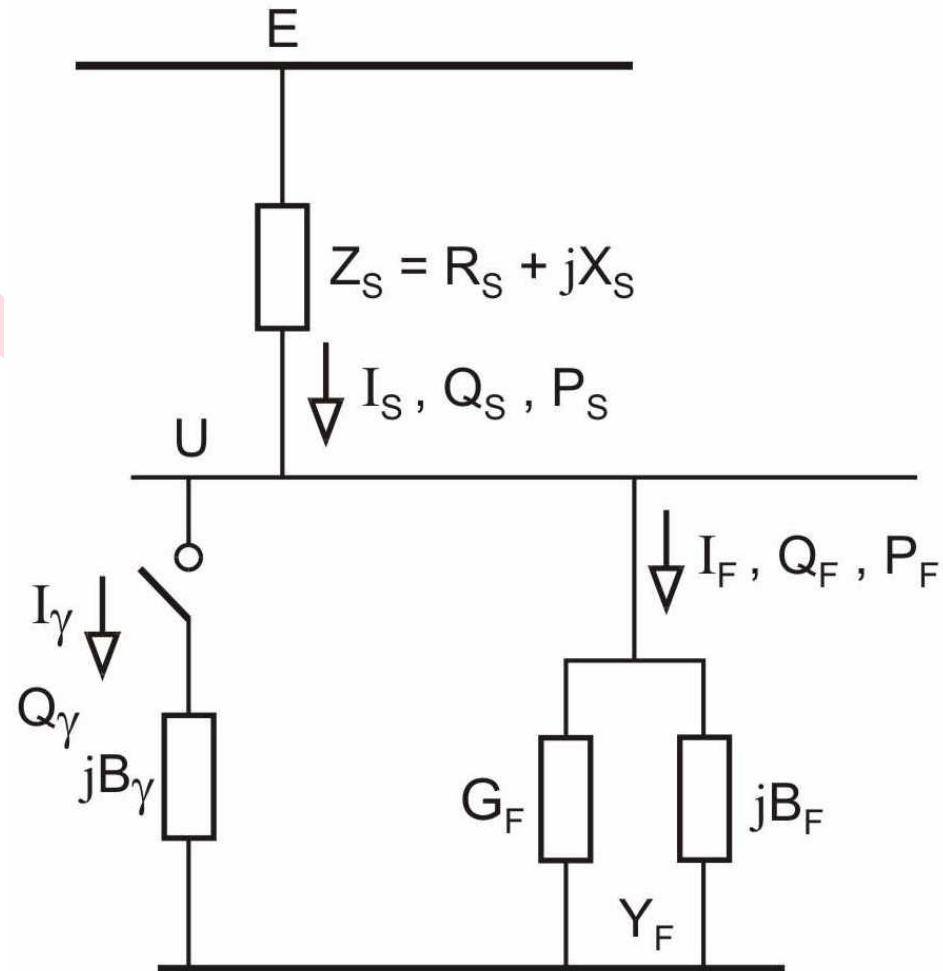 E
Z_S = R_S + jX_S
I_S , Q_S , P_S
U
I_F , Q_F , P_F
I_γ
Q_γ
jB_γ
G_F
jB_F
Y_F